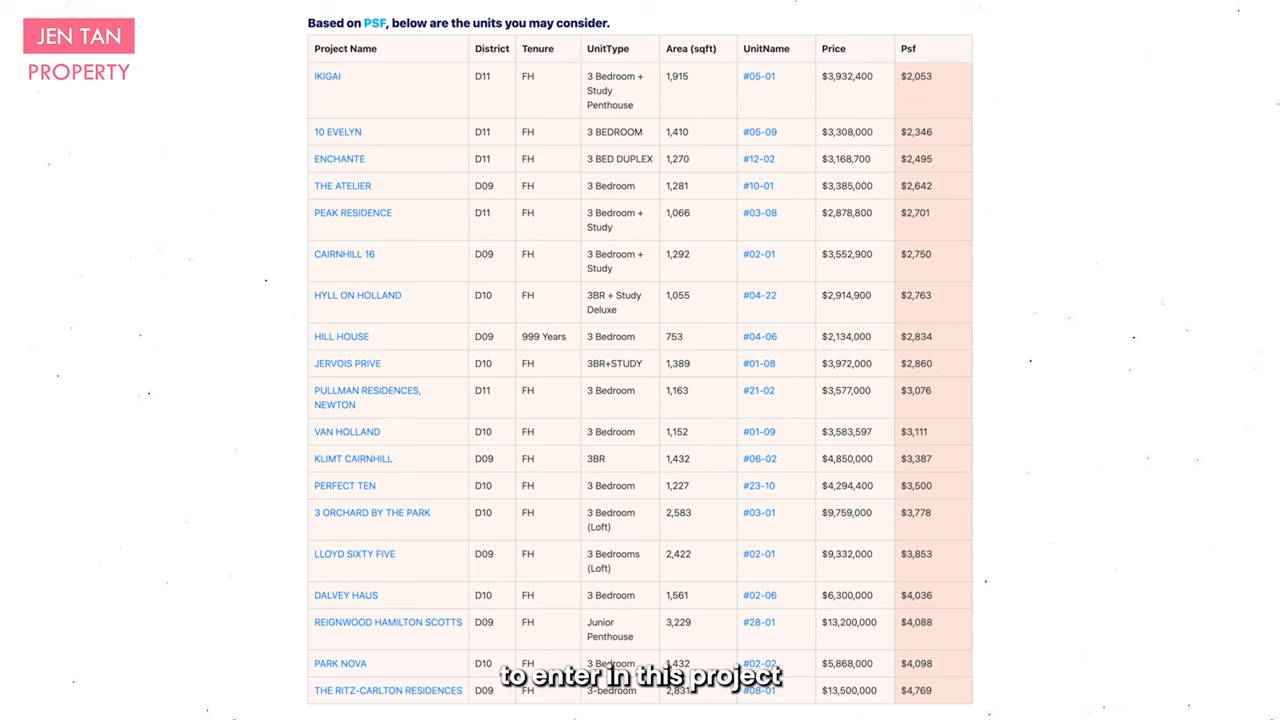 JEN TAN
PROPERTY
Based on PSF, below are the units you may consider.
Project Name District Tenure UnitType Area (sqft) UnitName Price Psf
IKIGAI D11 FH 3 Bedroom + 1,915 #05-01 $3,932,400 $2,053
Study
Penthouse
10 EVELYN D11 FH 3 BEDROOM 1,410 #05-09 $3,308,000 $2,346
ENCHANTE D11 FH 3 BED DUPLEX 1,270 #12-02 $3,168,700 $2,495
THE ATELIER D09 FH 3 Bedroom 1,281 #10-01 $3,385,000 $2,642
PEAK RESIDENCE D11 FH 3 Bedroom + 1,066 #03-08 $2,878,800 $2,701
Study
CAIRNHILL 16 D09 FH 3 Bedroom + 1,292 #02-01 $3,552,900 $2,750
Study
HYLL ON HOLLAND D10 FH 3BR + Study 1,055 #04-22 $2,914,900 $2,763
Deluxe
HILL HOUSE D09 999 Years 3 Bedroom 753 #04-06 $2,134,000 $2,834
JERVOIS PRIVE D10 FH 3BR+STUDY 1,389 #01-08 $3,972,000 $2,860
PULLMAN RESIDENCES, D11 FH 3 Bedroom 1,163 #21-02 $3,577,000 $3,076
NEWTON
VAN HOLLAND D10 FH 3 Bedroom 1,152 #01-09 $3,583,597 $3,111
KLIMT CAIRNHILL D09 FH 3BR 1,432 #06-02 $4,850,000 $3,387
PERFECT TEN D10 FH 3 Bedroom 1,227 #23-10 $4,294,400 $3,500
3 ORCHARD BY THE PARK D10 FH 3 Bedroom 2,583 #03-01 $9,759,000 $3,778
(Loft)
LLOYD SIXTY FIVE D09 FH 3 Bedrooms 2,422 #02-01 $9,332,000 $3,853
(Loft)
DALVEY HAUS D10 FH 3 Bedroom 1,561 #02-06 $6,300,000 $4,036
REIGNWOOD HAMILTON SCOTTS D09 FH Junior 3,229 #28-01 $13,200,000 $4,088
Penthouse
PARK NOVA D10 FH 3 Bedroom 1,432 #02-02 $5,868,000 $4,098
to enter in this project
THE RITZ-CARLTON RESIDENCES D09 FH 3-bedroom 2,831 #08-01 $13,500,000 $4,769